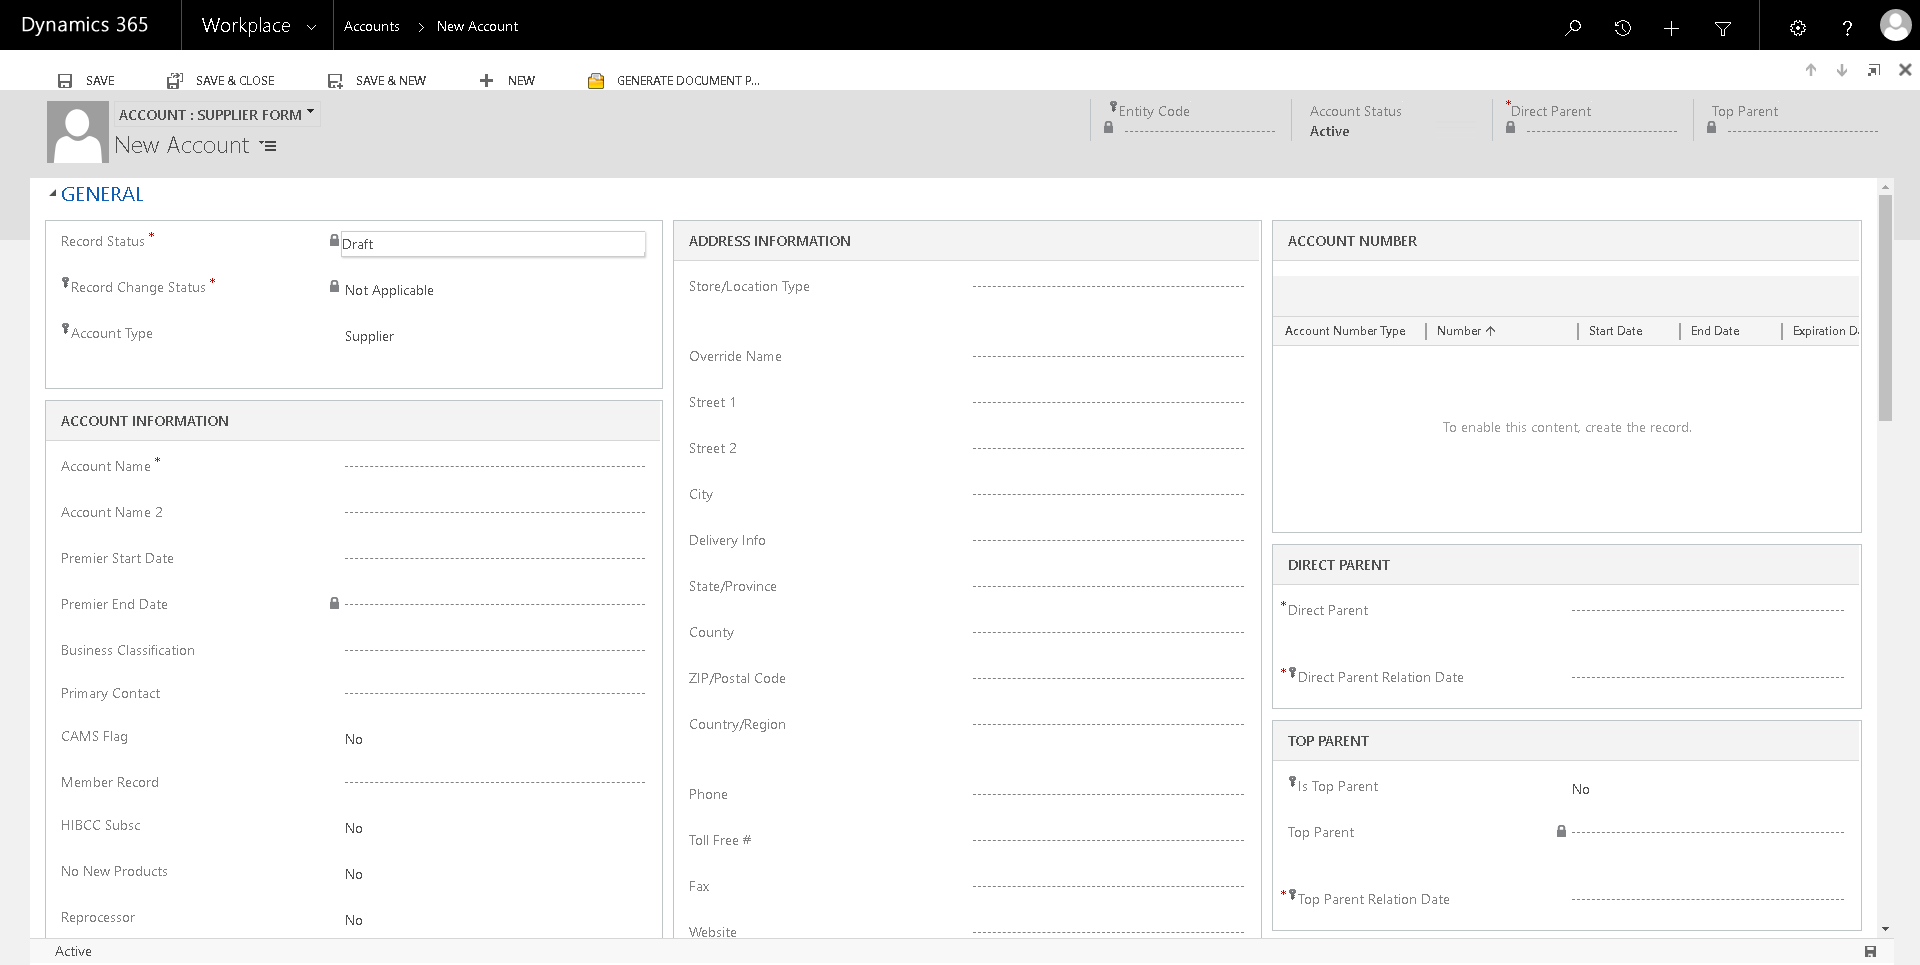 Dynamics 365
Workplace
Accounts > New Account
SAVE
SAVE & CLOSE
SAVE & NEW
NEW
GENERATE DOCUMENT P...
ACCOUNT : SUPPLIER FORM
New Account
Entity Code
Account Status
Active
*Direct Parent
Top Parent
GENERAL
Record Status *
Draft
Record Change Status *
Not Applicable
Account Type
Supplier
ACCOUNT INFORMATION
Account Name *
Account Name 2
Premier Start Date
Premier End Date
Business Classification
Primary Contact
CAMS Flag
No
Member Record
HIBCC Subsc
No
No New Products
No
Reprocessor
No
ADDRESS INFORMATION
Store/Location Type
Override Name
Street 1
Street 2
City
Delivery Info
State/Province
County
ZIP/Postal Code
Country/Region
Phone
Toll Free #
Fax
Website
ACCOUNT NUMBER
Account Number Type
Number
Start Date
End Date
Expiration D
To enable this content, create the record.
DIRECT PARENT
*Direct Parent
*Direct Parent Relation Date
TOP PARENT
Is Top Parent
No
Top Parent
*Top Parent Relation Date
Active